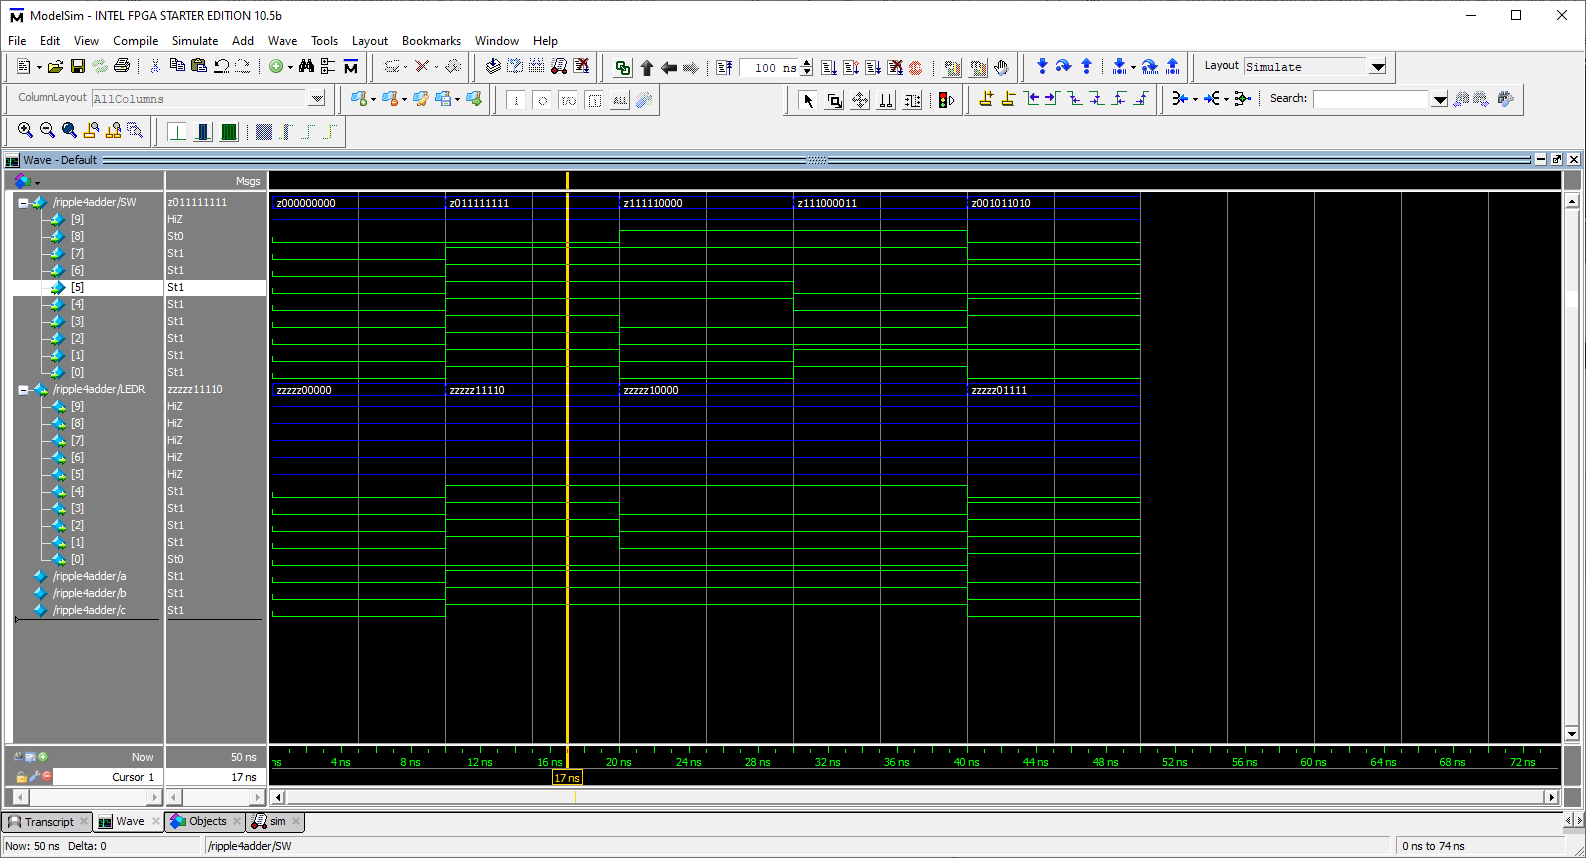 ModelSim - INTEL FPGA STARTER EDITION 10.5b
File Edit View Compile Simulate Add Wave Tools Layout Bookmarks Window Help
100 ns
Layout Simulate
ColumnLayout AllColumns
Search:
Wave - Default
Msgs
/ripple4adder/SW z011111111 z000000000 z011111111 z111110000 z111000011 z001011010
[9] HiZ
[8] St0
[7] St1
[6] St1
[5] St1
[4] St1
[3] St1
[2] St1
[1] St1
[0] St1
/ripple4adder/LEDR zzzzz11110 zzzzz00000 zzzzz11110 zzzzz10000 zzzzz01111
[9] HiZ
[8] HiZ
[7] HiZ
[6] HiZ
[5] HiZ
[4] St1
[3] St1
[2] St1
[1] St1
[0] St0
/ripple4adder/a St1
/ripple4adder/b St1
/ripple4adder/c St1
Now 50 ns ns 4 ns 8 ns 12 ns 16 ns 20 ns 24 ns 28 ns 32 ns 36 ns 40 ns 44 ns 48 ns 52 ns 56 ns 60 ns 64 ns 68 ns 72 ns
Cursor 1 17 ns 17 ns
Transcript Wave Objects sim
Now: 50 ns Delta: 0 /ripple4adder/SW 0 ns to 74 ns